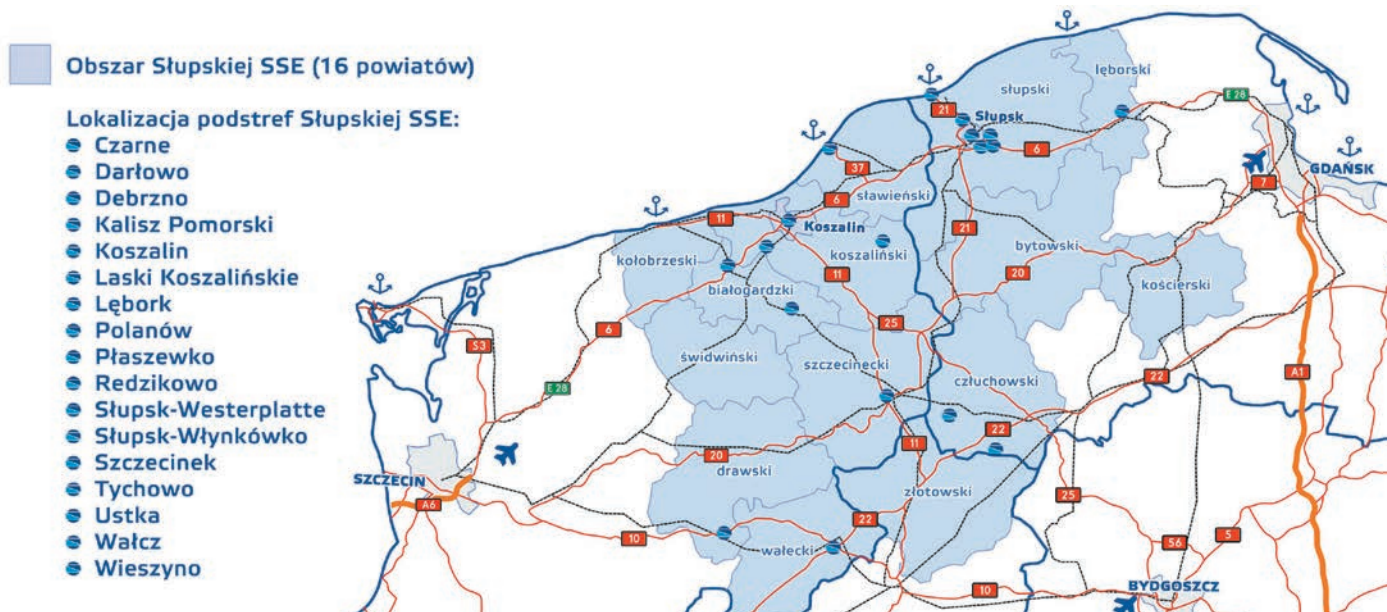 Obszar Słupskiej SSE (16 powiatów)
Lokalizacja podstref Słupskiej SSE:
Czarne
Darłowo
Debrzno
Kalisz Pomorski
Koszalin
Laski Koszalińskie
Lębork
Polanów
Płaszewko
Redzikowo
Słupsk-Westerplatte
Słupsk-Włynkówko
Szczecinek
Tychowo
Ustka
Wałcz
Wieszyno
lęborski
słupski
21
Słupsk
E 28
6
GDAŃSK
7
37
sławieński
6
11
Koszalin
21
koszaliński
bytowski
kołobrzeski
11
20
kościerski
białogardzki
25
6
S3
świdwiński
szczecinecki
człuchowski
22
A1
E 28
22
11
20
drawski
SZCZECIN
złotowski
25
A6
22
10
wałecki
S6
5
10
BYDGOSZCZ